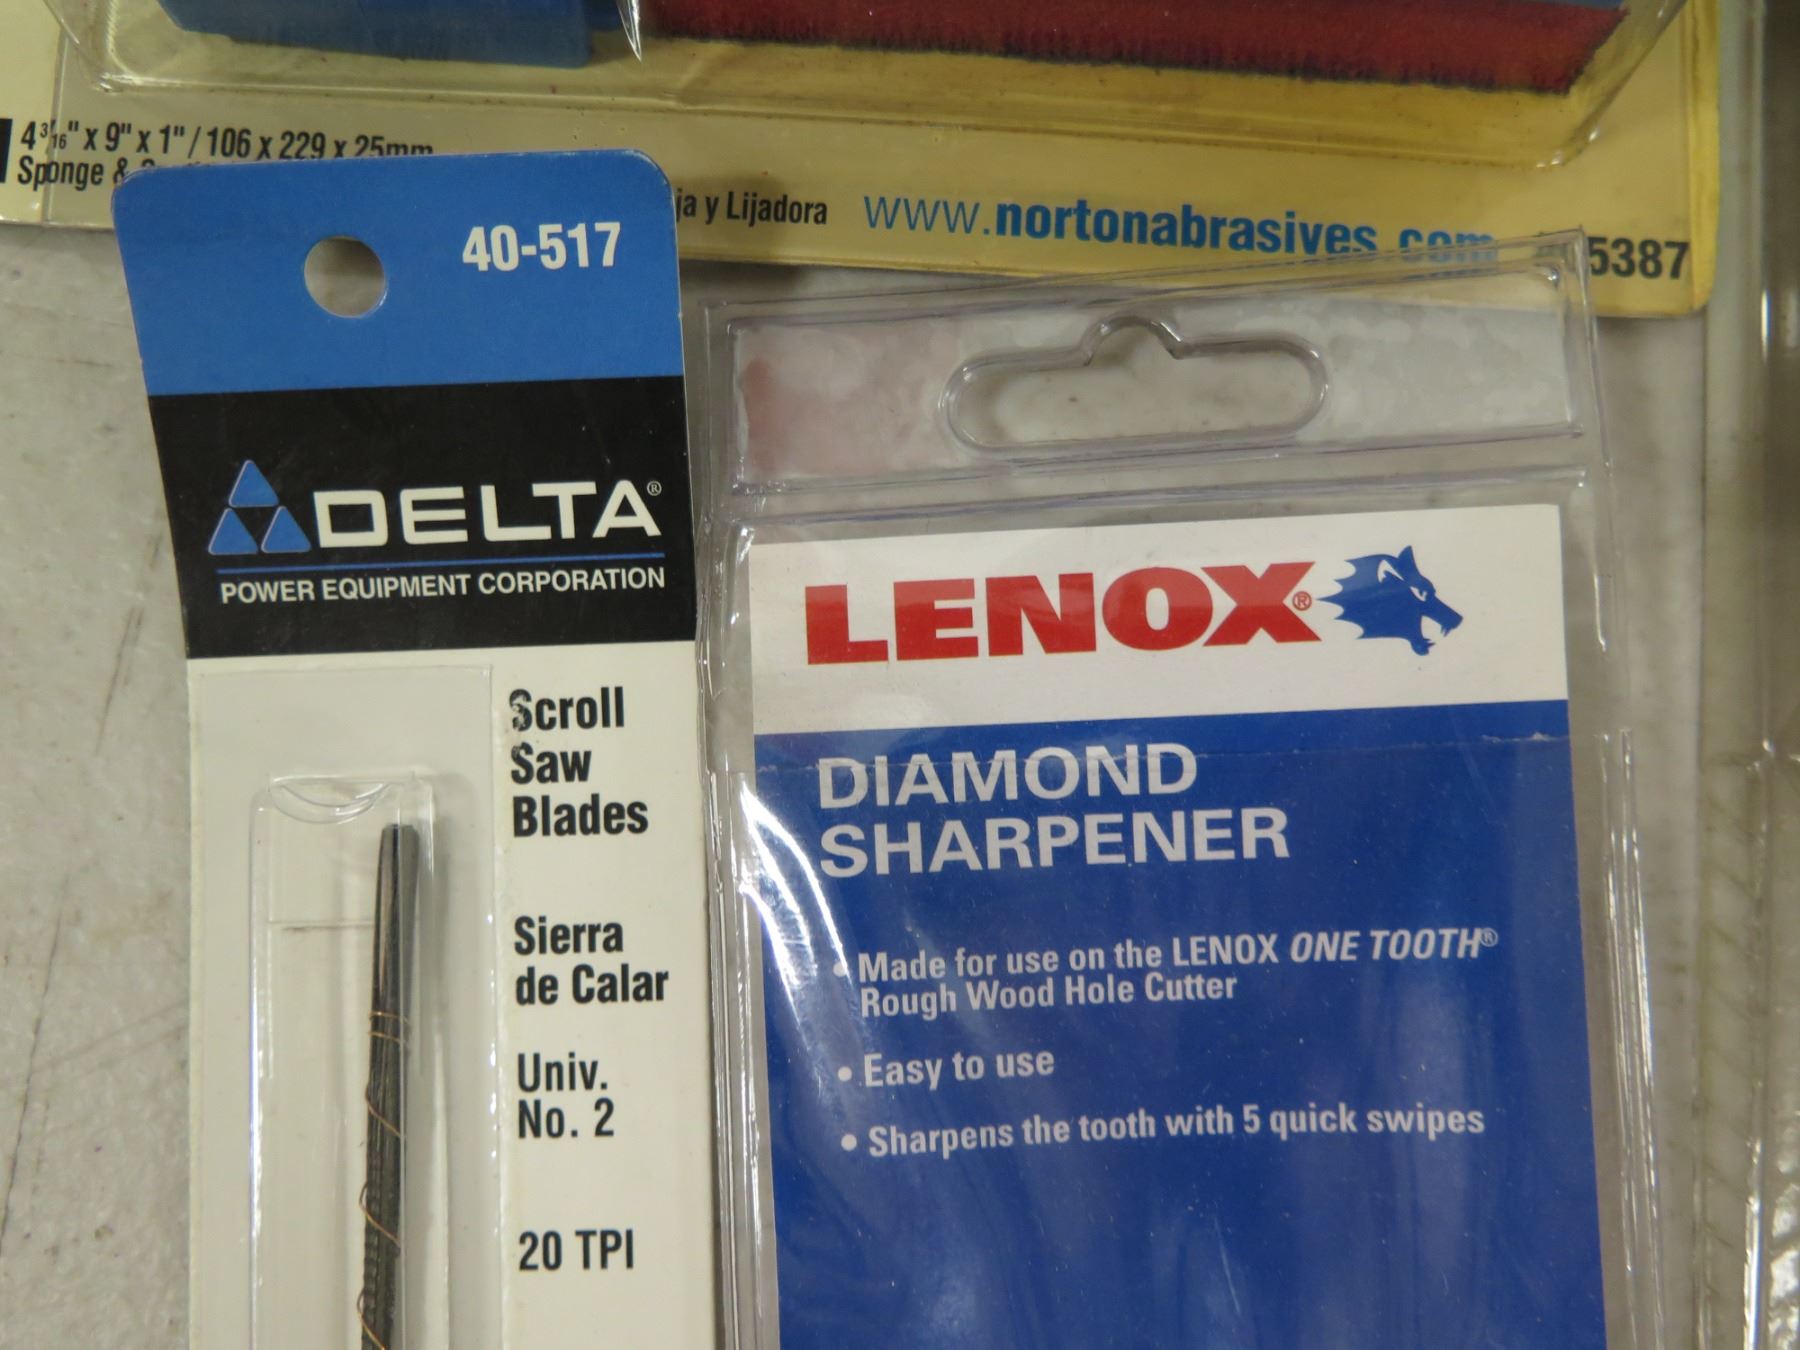 4 3/16" x 9" x 1" / 106 x 229 x 25mm
Sponge &
y Lijadora
www.nortonabrasives.com
5387
40-517
DELTA®
POWER EQUIPMENT CORPORATION
Scroll
Saw
Blades
Sierra
de Calar
Univ.
No. 2
20 TPI
LENOX®
DIAMOND
SHARPENER
• Made for use on the LENOX ONE TOOTH®
Rough Wood Hole Cutter
• Easy to use
• Sharpens the tooth with 5 quick swipes